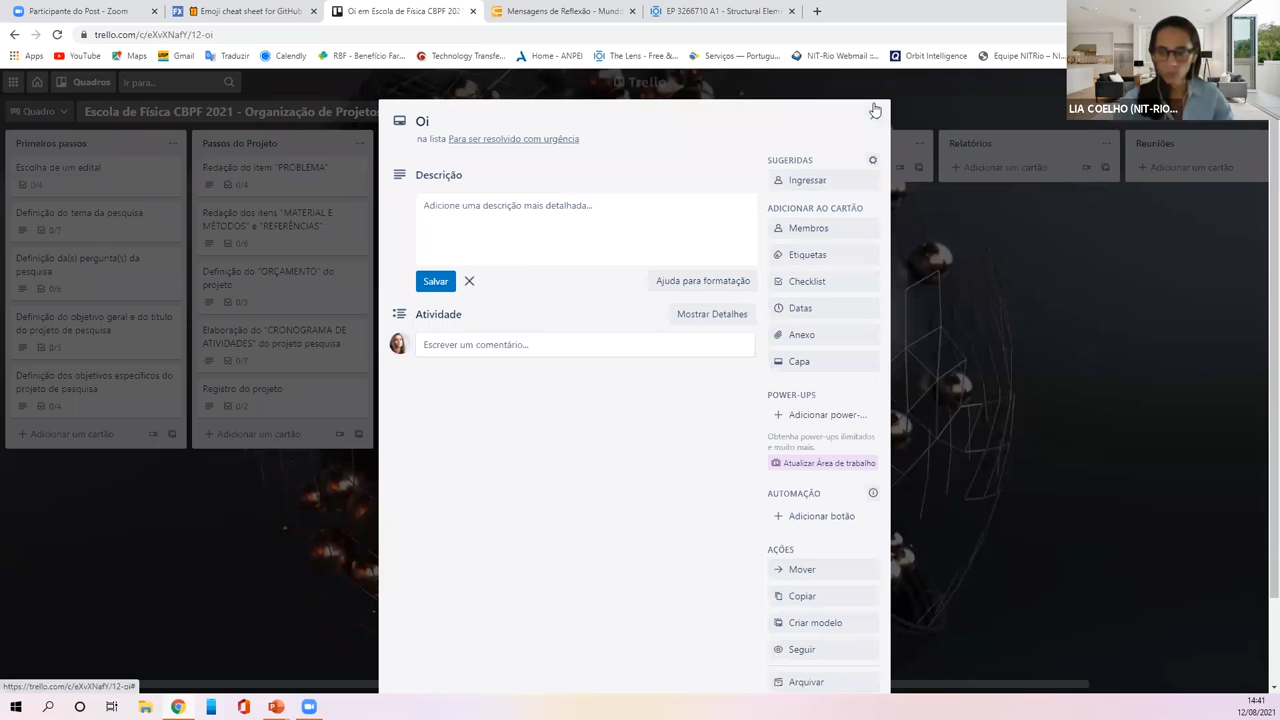 Participante do Post - Zoom
Emoji cheat sheet for GitHub
Oi em Escola de Física CBPF 202
Mensagens de Reflexão - Mund
EP 3266710 A1 - Structural Elem
trello.com/c/eXvXNafY/12-oi
YouTube
Maps
Gmail
Traduzir
Calendly
RBF - Benefício Far...
Technology Transfe...
Home - ANPEI
The Lens - Free &...
Serviços — Portugu...
NIT-Rio Webmail ::...
Orbit Intelligence
Equipe NITRio — N...
Quadros
Ir para...
Trello
Quadro
Escola de Física CBPF 2021 - Organização de Projetos
LIA COELHO (NIT-RIO...
Primeiros passos
Escolha de um edital
0/4
Definição do tema da pesquisa
0/7
Definição da(s) pergunta(s) da
pesquisa
0/6
Definição do objetivo geral e do título
do projeto de pesquisa
0/5
Definição dos objetivos específicos do
projeto de pesquisa
0/4
Adicionar um cartão
Passos do Projeto
Redação do item "PROBLEMA"
0/4
Redação dos itens "MATERIAL E
MÉTODOS" e "REFERÊNCIAS"
0/6
Definição do "ORÇAMENTO" do
projeto
0/3
Elaboração do "CRONOGRAMA DE
ATIVIDADES" do projeto pesquisa
0/7
Registro do projeto
0/2
Adicionar um cartão
Oi
na lista Para ser resolvido com urgência
Descrição
Adicione uma descrição mais detalhada...
Salvar
Ajuda para formatação
Atividade
Mostrar Detalhes
Escrever um comentário...
SUGERIDAS
Ingressar
ADICIONAR AO CARTÃO
Membros
Etiquetas
Checklist
Datas
Anexo
Capa
POWER-UPS
Adicionar power-...
Obtenha power-ups ilimitados
e muito mais.
Atualizar Área de trabalho
AUTOMAÇÃO
Adicionar botão
AÇÕES
Mover
Copiar
Criar modelo
Seguir
Arquivar
Relatórios
Adicionar um cartão
Reuniões
Adicionar um cartão
https://trello.com/c/eXvXNafY/12-oi#
14:41
12/08/2021